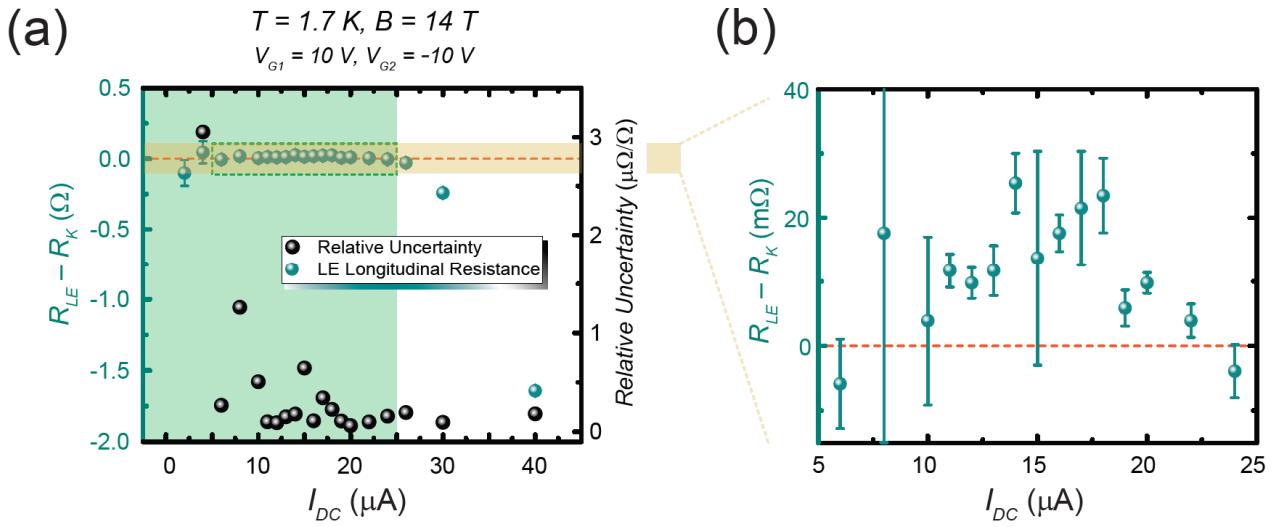 (a)
T = 1.7 K, B = 14 T
V_G1 = 10 V, V_G2 = -10 V
R_LE – R_K (Ω)
0.5
0.0
-0.5
-1.0
-1.5
-2.0
Relative Uncertainty
LE Longitudinal Resistance
3
2
1
0
Relative Uncertainty (μΩ/Ω)
0 10 20 30 40
I_DC (μA)
(b)
R_LE – R_K (mΩ)
40
20
0
5 10 15 20 25
I_DC (μA)